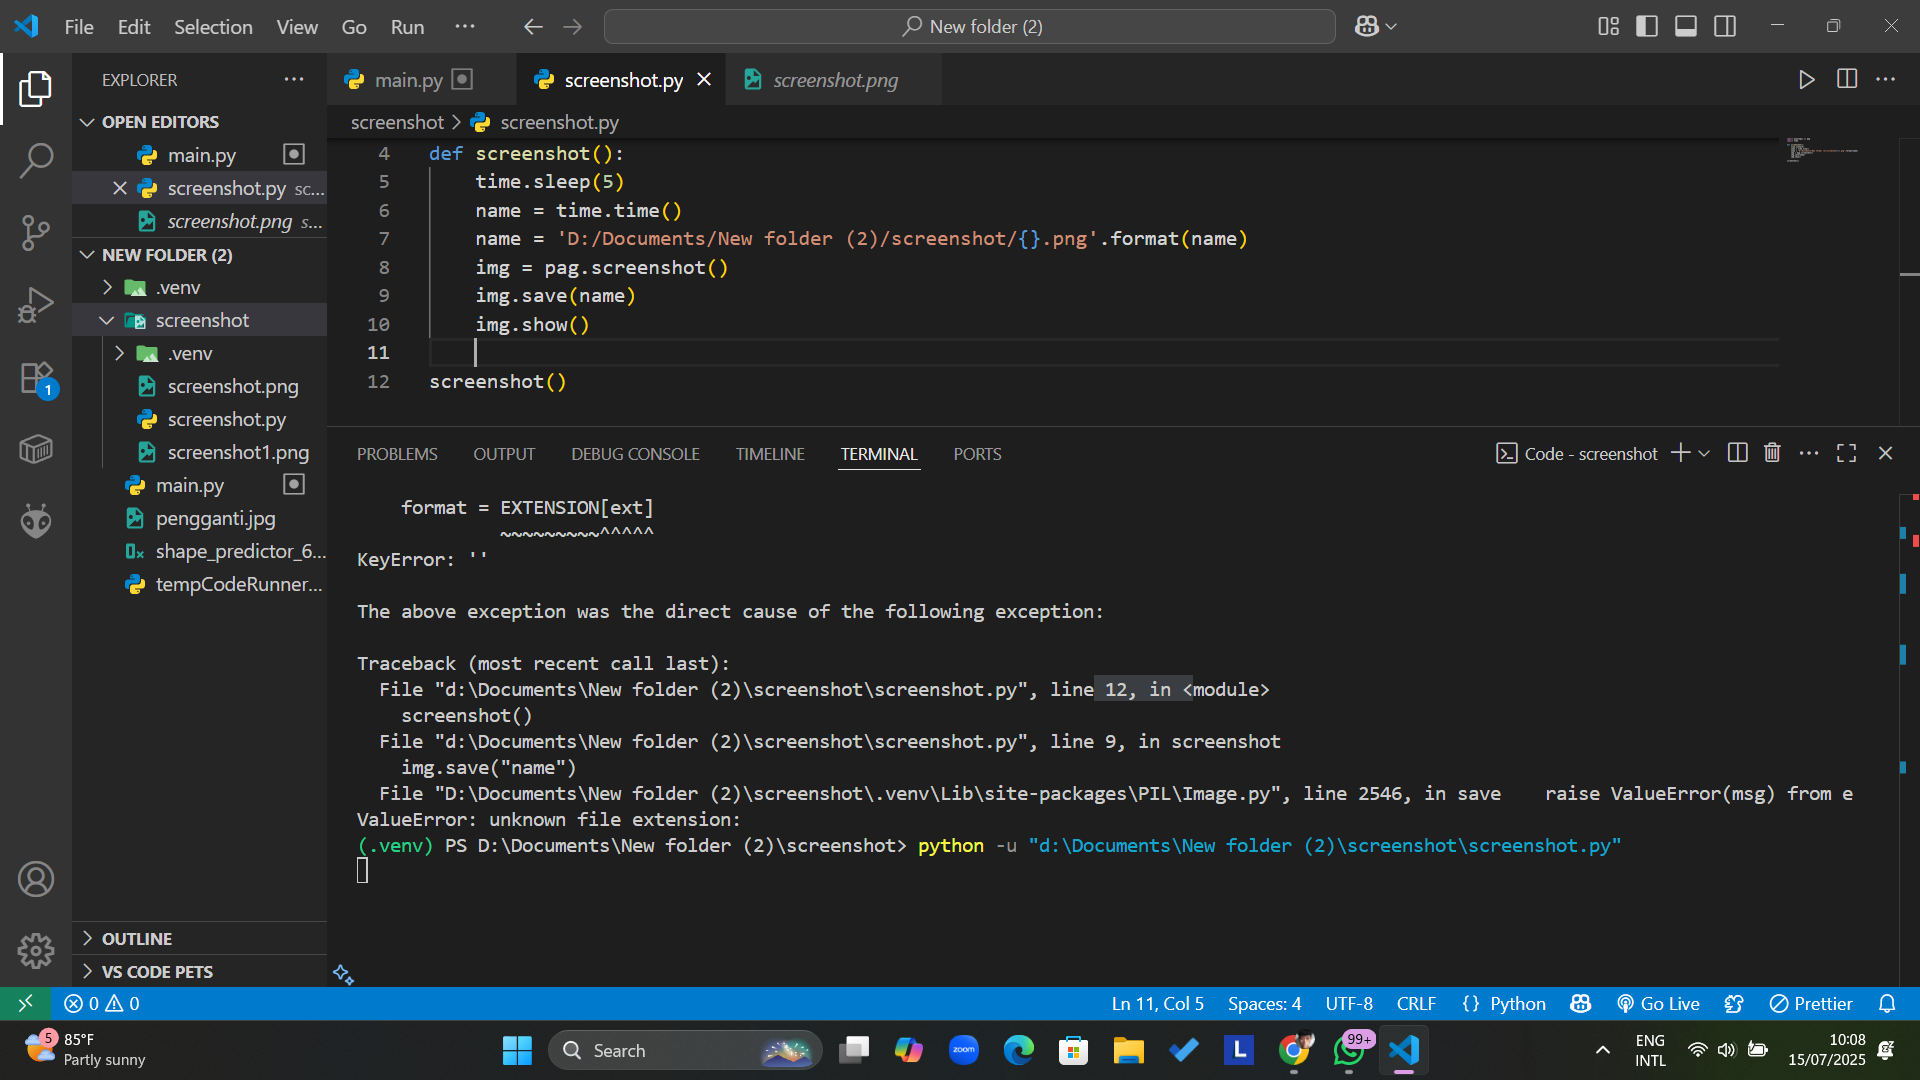 File Edit Selection View Go Run ··· New folder (2)
EXPLORER ···
main.py screenshot.py screenshot.png
OPEN EDITORS
main.py
screenshot.py sc...
screenshot.png s...
NEW FOLDER (2)
.venv
screenshot
.venv
screenshot.png
screenshot.py
screenshot1.png
main.py
pengganti.jpg
shape_predictor_6...
tempCodeRunner...
OUTLINE
VS CODE PETS
1
screenshot > screenshot.py
4 def screenshot():
5 time.sleep(5)
6 name = time.time()
7 name = 'D:/Documents/New folder (2)/screenshot/{}.png'.format(name)
8 img = pag.screenshot()
9 img.save(name)
10 img.show()
11
12 screenshot()
PROBLEMS OUTPUT DEBUG CONSOLE TIMELINE TERMINAL PORTS Code - screenshot
format = EXTENSION[ext]
~~~~~~~~~^^^^^
KeyError: ''
The above exception was the direct cause of the following exception:
Traceback (most recent call last):
File "d:\Documents\New folder (2)\screenshot\screenshot.py", line 12, in <module>
screenshot()
File "d:\Documents\New folder (2)\screenshot\screenshot.py", line 9, in screenshot
img.save("name")
File "D:\Documents\New folder (2)\screenshot\.venv\Lib\site-packages\PIL\Image.py", line 2546, in save    raise ValueError(msg) from e
ValueError: unknown file extension:
(.venv) PS D:\Documents\New folder (2)\screenshot> python -u "d:\Documents\New folder (2)\screenshot\screenshot.py"
0 0 Ln 11, Col 5 Spaces: 4 UTF-8 CRLF {} Python Go Live Prettier
5 85°F
Partly sunny
Search
zoom
L
99+
ENG
INTL
10:08
15/07/2025